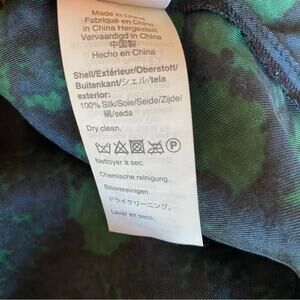 Made in China
Fabriqué en Chine
in China Hergestellt
Vervaardigd in China
中国製
Hecho en China
Shell/Extérieur/Oberstoff/
Buitenkant/シェル/tela
exterior:
100% Silk/Soie/Seide/Zijde/
絹/seda
Dry clean.
Nettoyer à sec.
Chemische reinigung.
Stoomreinigen.
ドライクリーニング。
Lavar en seco.